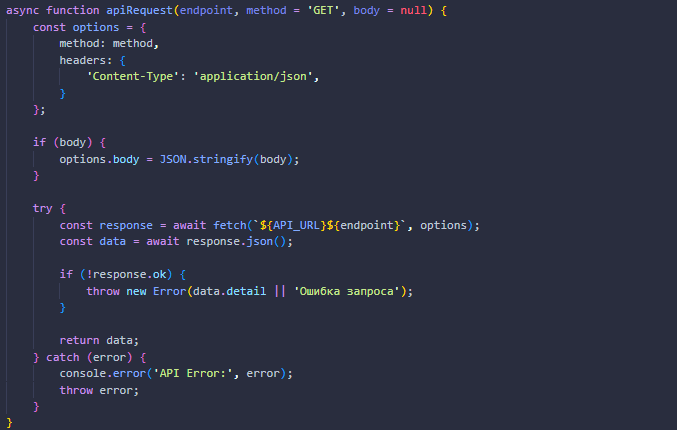 async function apiRequest(endpoint, method = 'GET', body = null) {
    const options = {
        method: method,
        headers: {
            'Content-Type': 'application/json',
        }
    };

    if (body) {
        options.body = JSON.stringify(body);
    }

    try {
        const response = await fetch(`${API_URL}${endpoint}`, options);
        const data = await response.json();

        if (!response.ok) {
            throw new Error(data.detail || 'Ошибка запроса');
        }

        return data;
    } catch (error) {
        console.error('API Error:', error);
        throw error;
    }
}